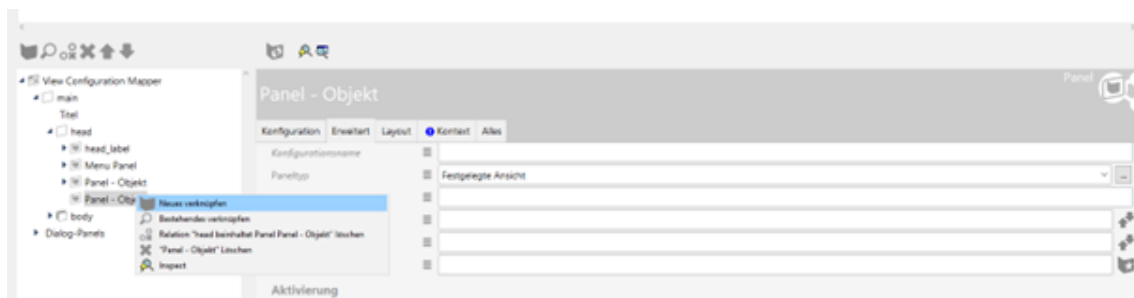 View Configuration Mapper
main
Titel
head
head_label
Menu Panel
Panel - Objekt
Panel - Obj
body
Dialog-Panels
Neues verknüpfen
Bestehendes verknüpfen
Relation "head beinhaltet Panel Panel - Objekt" löschen
"Panel - Objekt" Löschen
Inspect
Panel
Panel - Objekt
Konfiguration Erweitert Layout Kontext Alles
Konfigurationsname
Paneltyp Festgelegte Ansicht ...
Aktivierung